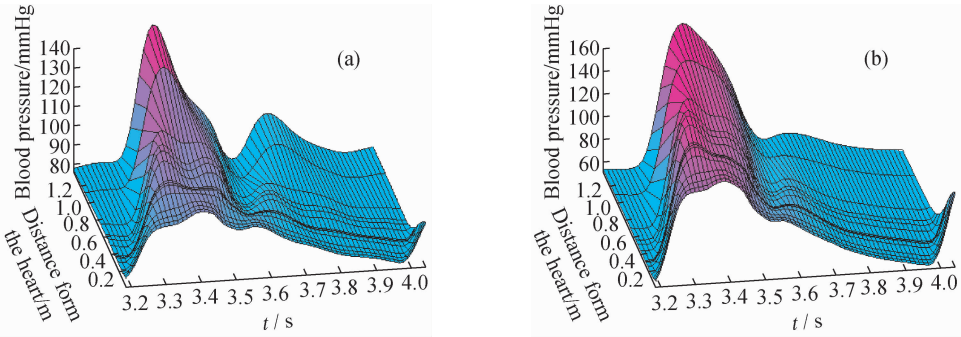 Blood pressure/mmHg
140
120
100
90
80
(a)
1.2
1.0
0.8
0.6
0.4
0.2
Distance form
the heart/m
3.2 3.3 3.4 3.5 3.6 3.7 3.8 3.9 4.0
t / s
Blood pressure/mmHg
160
140
120
100
80
60
(b)
1.2
1.0
0.8
0.6
0.4
0.2
Distance form
the heart/m
3.2 3.3 3.4 3.5 3.6 3.7 3.8 3.9 4.0
t / s